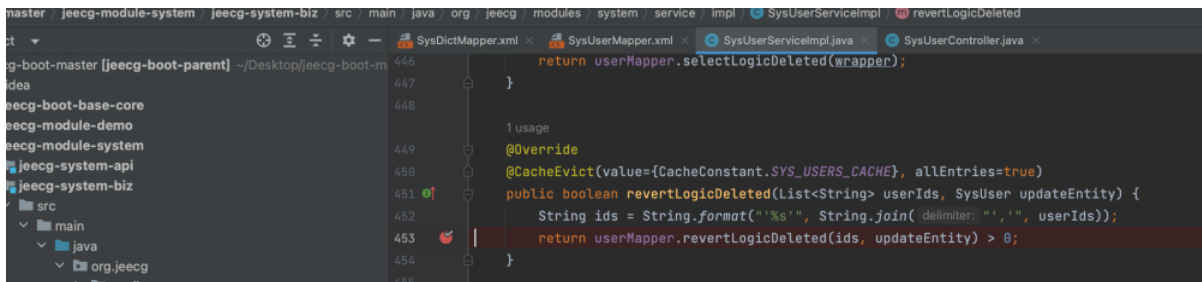 master / jeecg-module-system / jeecg-system-biz / src / main / java / org / jeecg / modules / system / service / impl / SysUserServiceImpl / revertLogicDeleted
ct
SysDictMapper.xml × SysUserMapper.xml × SysUserServiceImpl.java × SysUserController.java ×
cg-boot-master [jeecg-boot-parent] ~/Desktop/jeecg-boot-m
idea
eecg-boot-base-core
eecg-module-demo
eecg-module-system
jeecg-system-api
jeecg-system-biz
src
main
java
org.jeecg
446 return userMapper.selectLogicDeleted(wrapper);
447 }
448
1 usage
449 @Override
450 @CacheEvict(value={CacheConstant.SYS_USERS_CACHE}, allEntries=true)
451 public boolean revertLogicDeleted(List<String> userIds, SysUser updateEntity) {
452 String ids = String.format("'%s'", String.join( delimiter: "','", userIds));
453 return userMapper.revertLogicDeleted(ids, updateEntity) > 0;
454 }